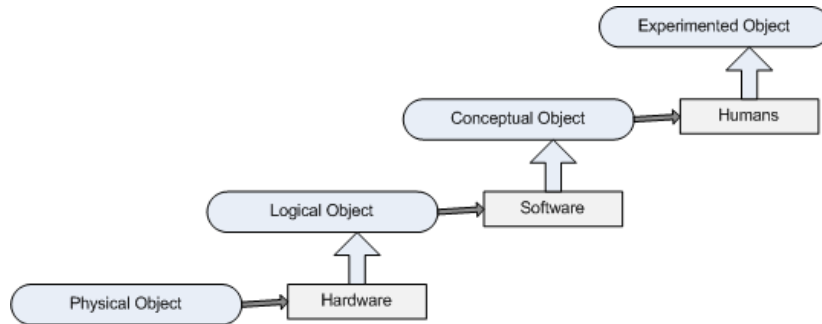 Experimented Object
Conceptual Object
Humans
Logical Object
Software
Physical Object
Hardware